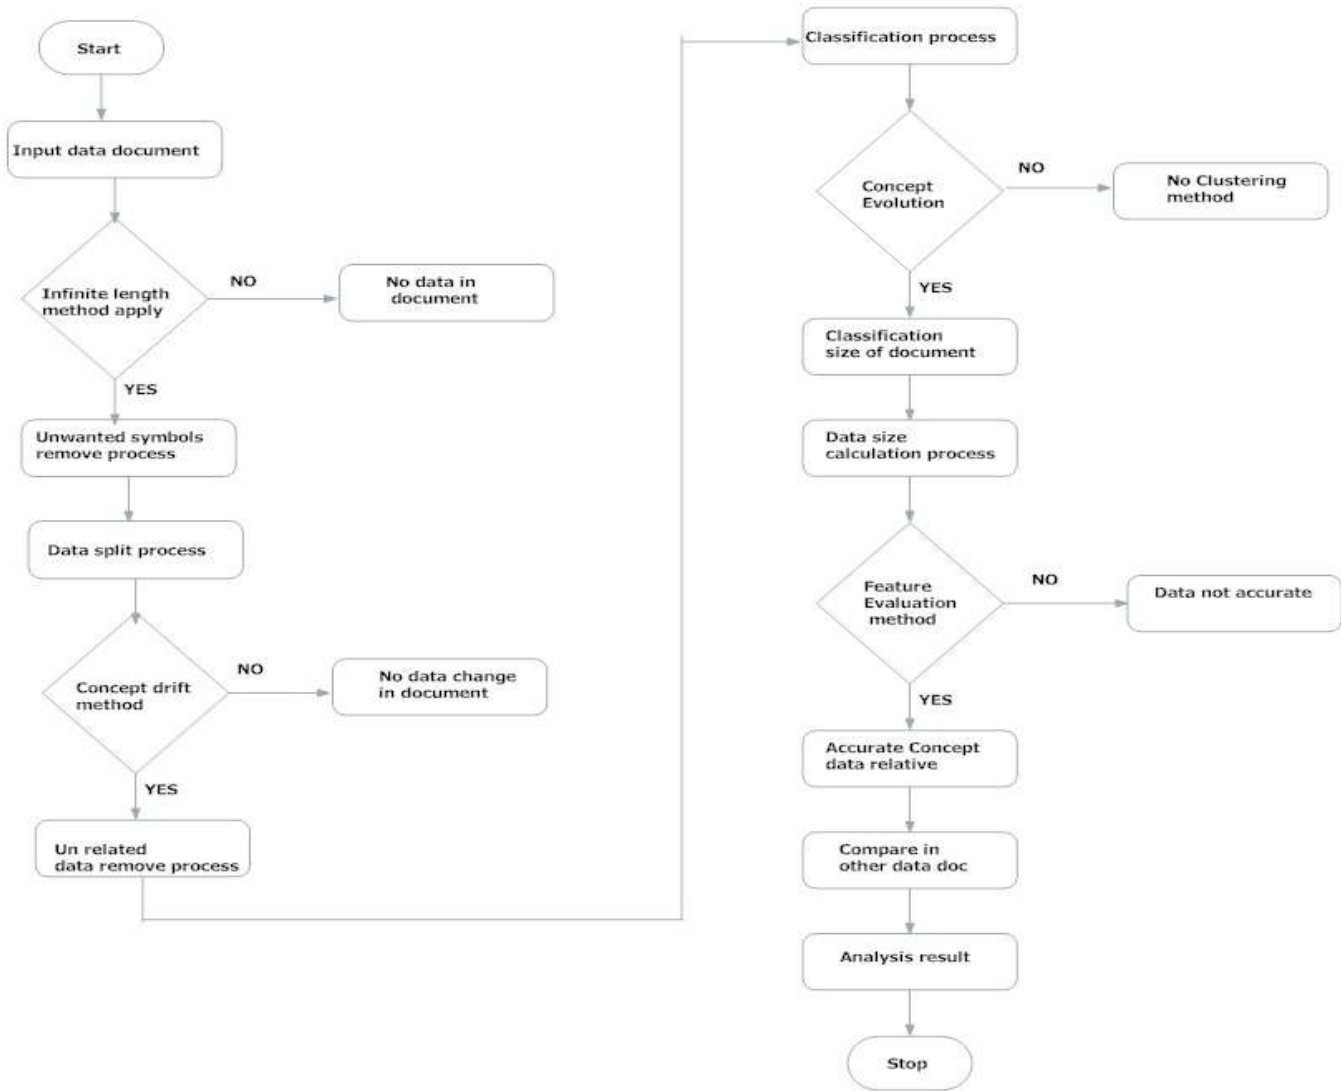 Start
Input data document
Infinite length
method apply
NO
No data in
document
YES
Unwanted symbols
remove process
Data split process
Concept drift
method
NO
No data change
in document
YES
Un related
data remove process
Classification process
Concept
Evolution
NO
No Clustering
method
YES
Classification
size of document
Data size
calculation process
Feature
Evaluation
method
NO
Data not accurate
YES
Accurate Concept
data relative
Compare in
other data doc
Analysis result
Stop